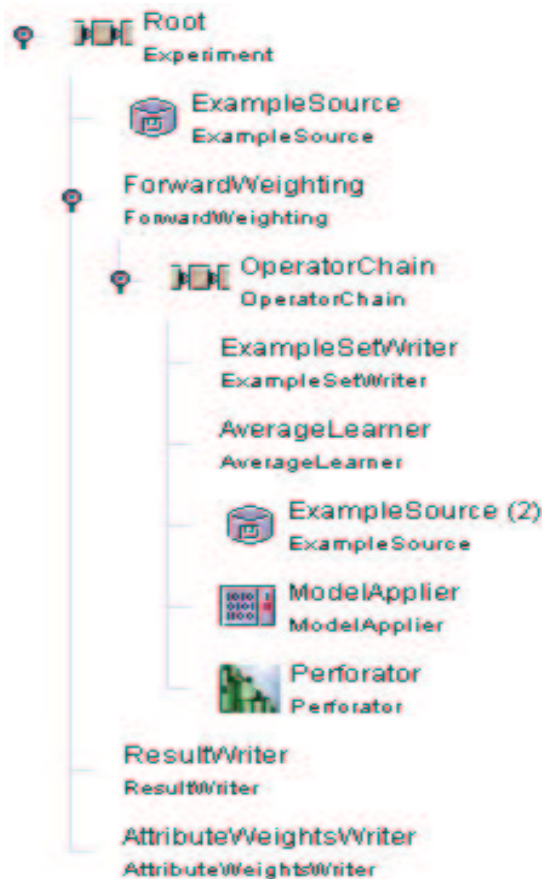 Root
Experiment
ExampleSource
ExampleSource
ForwardWeighting
ForwardWeighting
OperatorChain
OperatorChain
ExampleSetWriter
ExampleSetWriter
AverageLearner
AverageLearner
ExampleSource (2)
ExampleSource
ModelApplier
ModelApplier
Perforator
Perforator
ResultWriter
ResultWriter
AttributeWeightsWriter
AttributeWeightsWriter